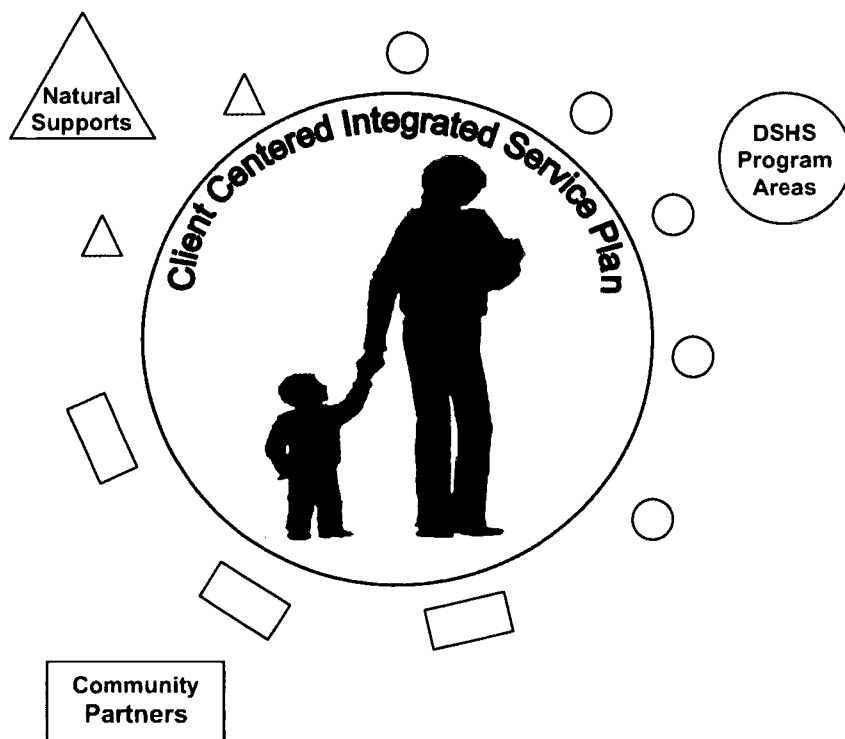 Natural
Supports
Client Centered Integrated Service Plan
DSHS
Program
Areas
Community
Partners